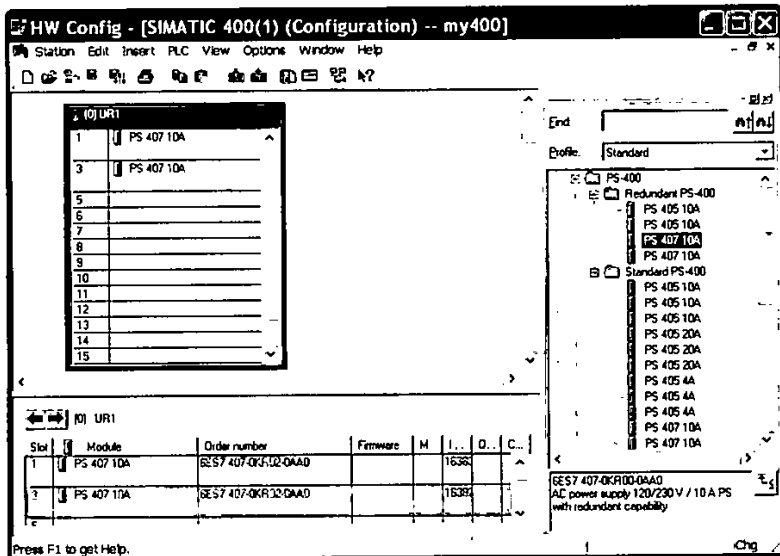 HW Config - [SIMATIC 400(1) (Configuration) -- my400]
Station Edit Insert PLC View Options Window Help
(0) UR1
1 PS 407 10A
3 PS 407 10A
5
6
7
8
9
10
11
12
13
14
15
Find
Profile. Standard
PS-400
Redundant PS-400
PS 405 10A
PS 405 10A
PS 407 10A
PS 407 10A
Standard PS-400
PS 405 10A
PS 405 10A
PS 405 10A
PS 405 20A
PS 405 20A
PS 405 20A
PS 405 4A
PS 405 4A
PS 405 4A
PS 407 10A
PS 407 10A
(0) UR1
Slot Module Order number Firmware M I... Q... C...
1 PS 407 10A 6ES7 407-0KR02-0AA0
3 PS 407 10A 6ES7 407-0KR02-0AA0
5
6ES7 407-0KR00-0AA0
AC power supply 120/230 V / 10 A PS
with redundant capability
Press F1 to get Help.
Chg